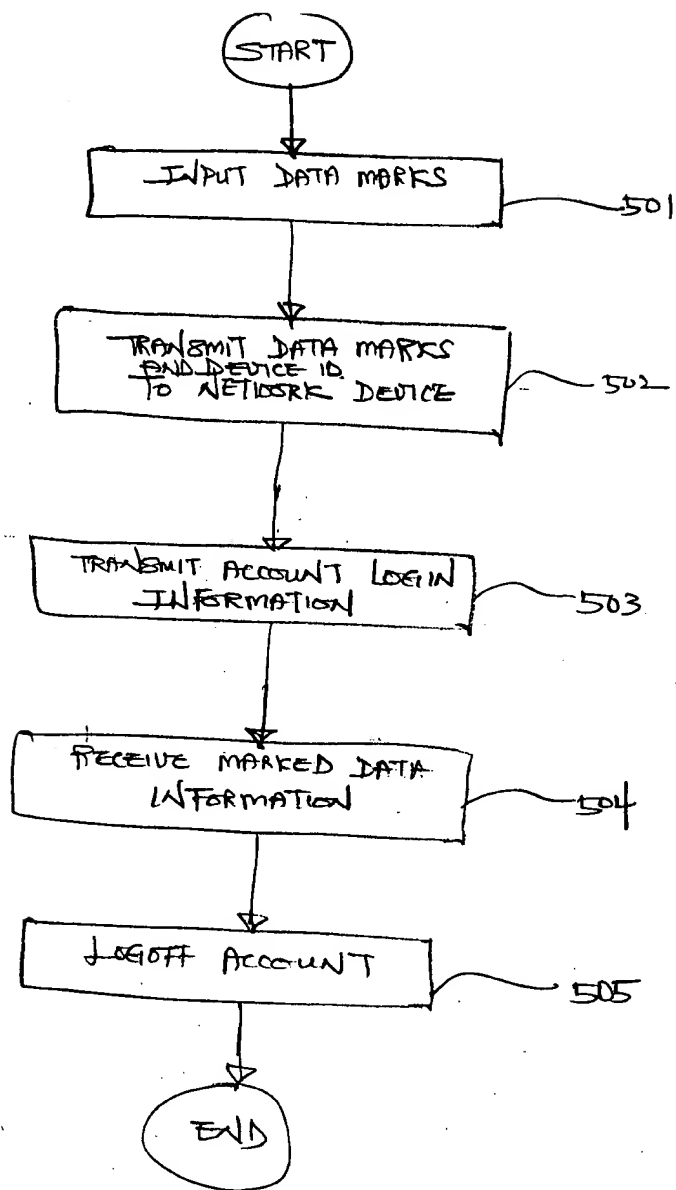 START
INPUT DATA MARKS
501
TRANSMIT DATA MARKS
AND DEVICE ID
TO NETWORK DEVICE
502
TRANSMIT ACCOUNT LOGIN
INFORMATION
503
RECEIVE MARKED DATA
INFORMATION
504
LOGOFF ACCOUNT
505
END